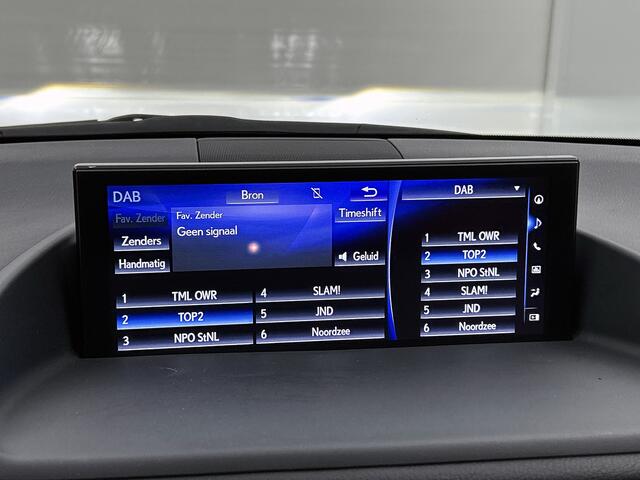 DAB
Bron
Fav. Zender
Zenders
Handmatig
Fav. Zender
Geen signaal
Timeshift
Geluid
1 TML OWR
2 TOP2
3 NPO StNL
4 SLAM!
5 JND
6 Noordzee
DAB
1 TML OWR
2 TOP2
3 NPO StNL
4 SLAM!
5 JND
6 Noordzee